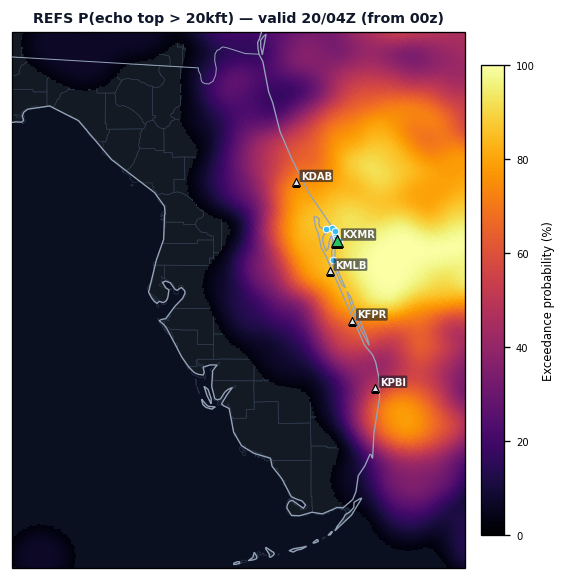 REFS P(echo top > 20kft) — valid 20/04Z (from 00z)
KDAB
KXMR
KMLB
KFPR
KPBI
100
80
60
40
20
0
Exceedance probability (%)